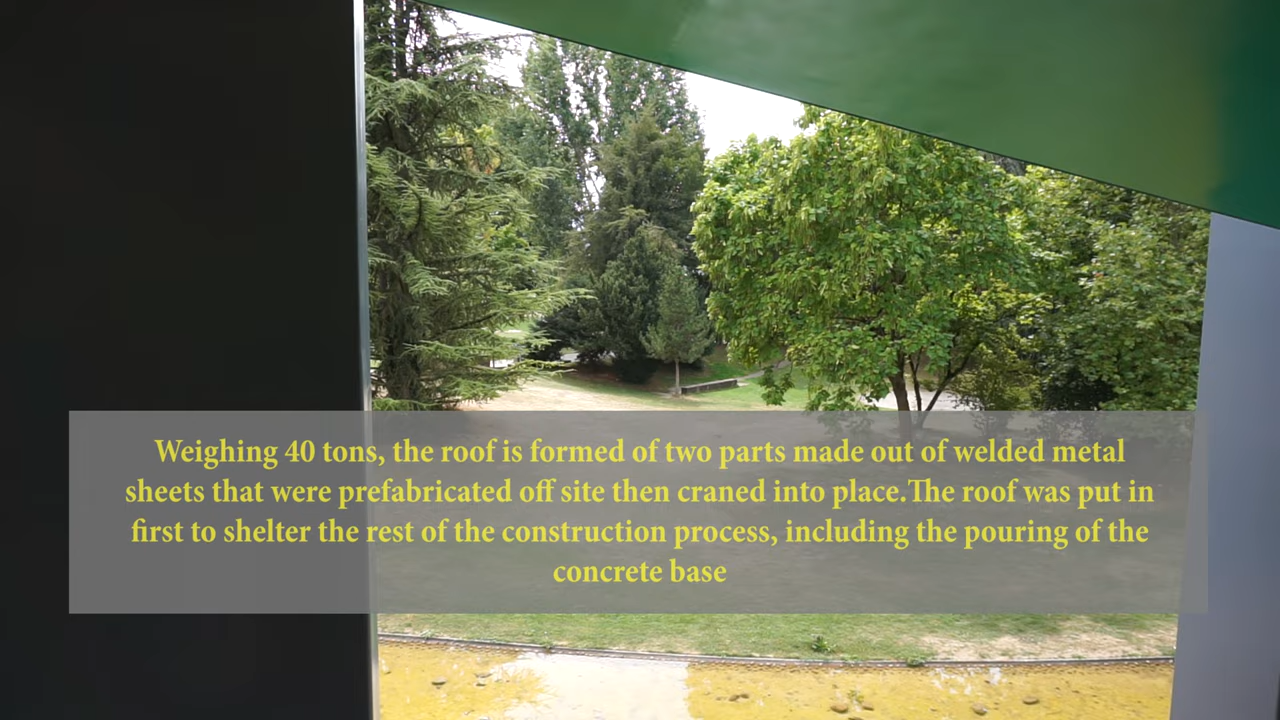 Weighing 40 tons, the roof is formed of two parts made out of welded metal
sheets that were prefabricated off site then craned into place.The roof was put in
first to shelter the rest of the construction process, including the pouring of the
concrete base